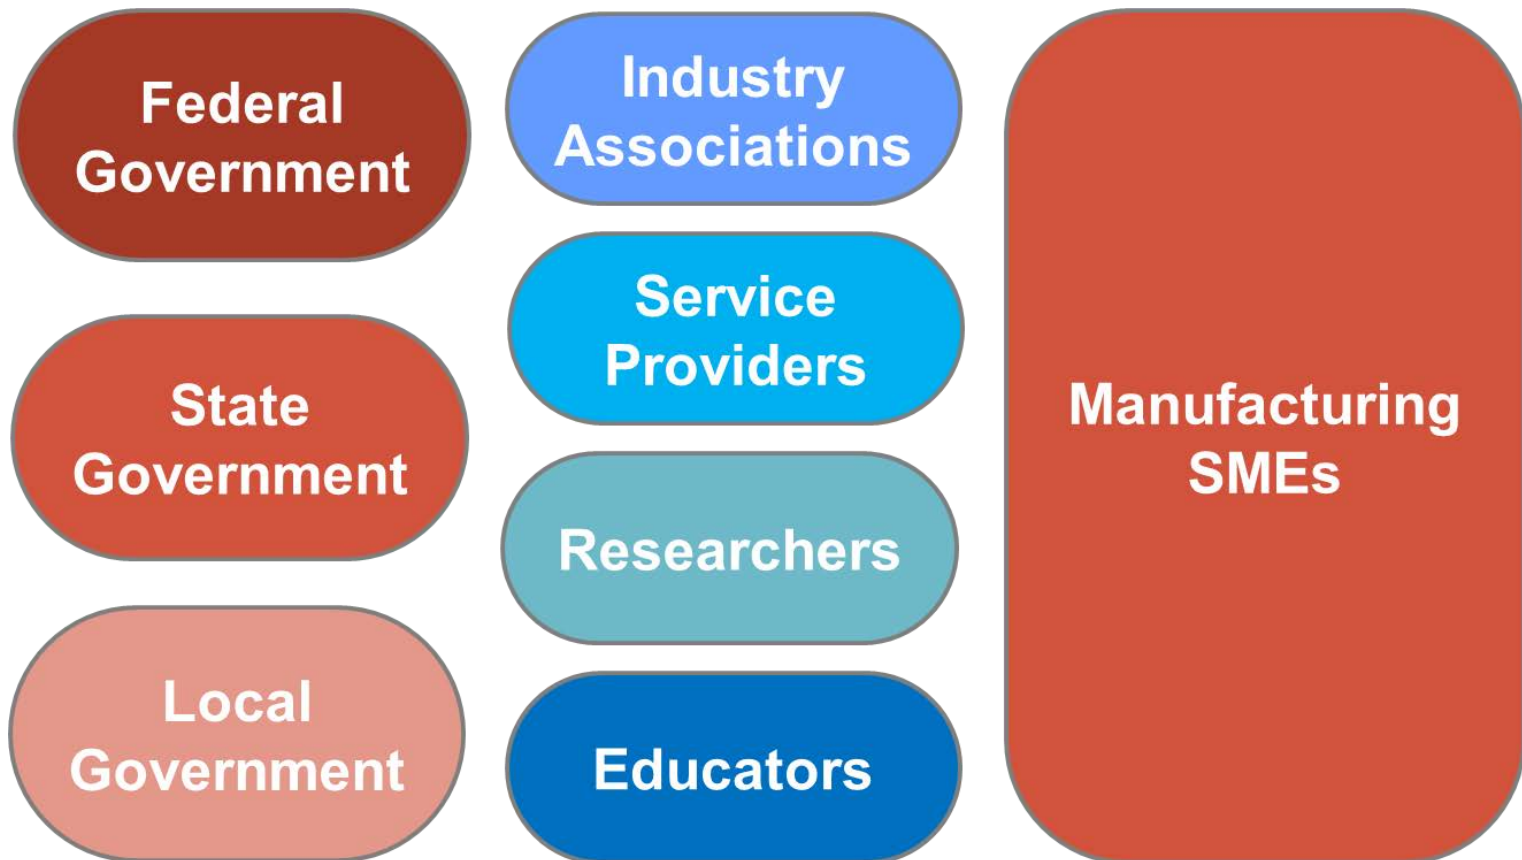 Federal
Government
State
Government
Local
Government
Industry
Associations
Service
Providers
Researchers
Educators
Manufacturing
SMEs